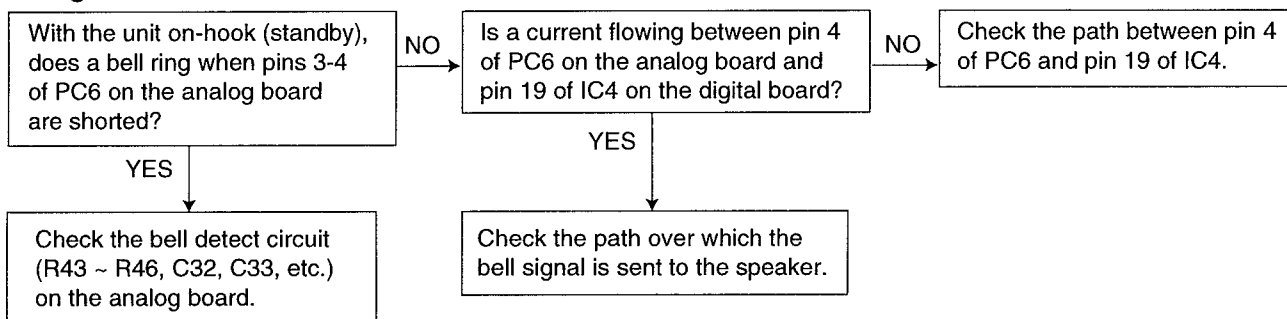 With the unit on-hook (standby),
does a bell ring when pins 3-4
of PC6 on the analog board
are shorted?
NO
Is a current flowing between pin 4
of PC6 on the analog board and
pin 19 of IC4 on the digital board?
NO
Check the path between pin 4
of PC6 and pin 19 of IC4.
YES
YES
Check the bell detect circuit
(R43 ~ R46, C32, C33, etc.)
on the analog board.
Check the path over which the
bell signal is sent to the speaker.